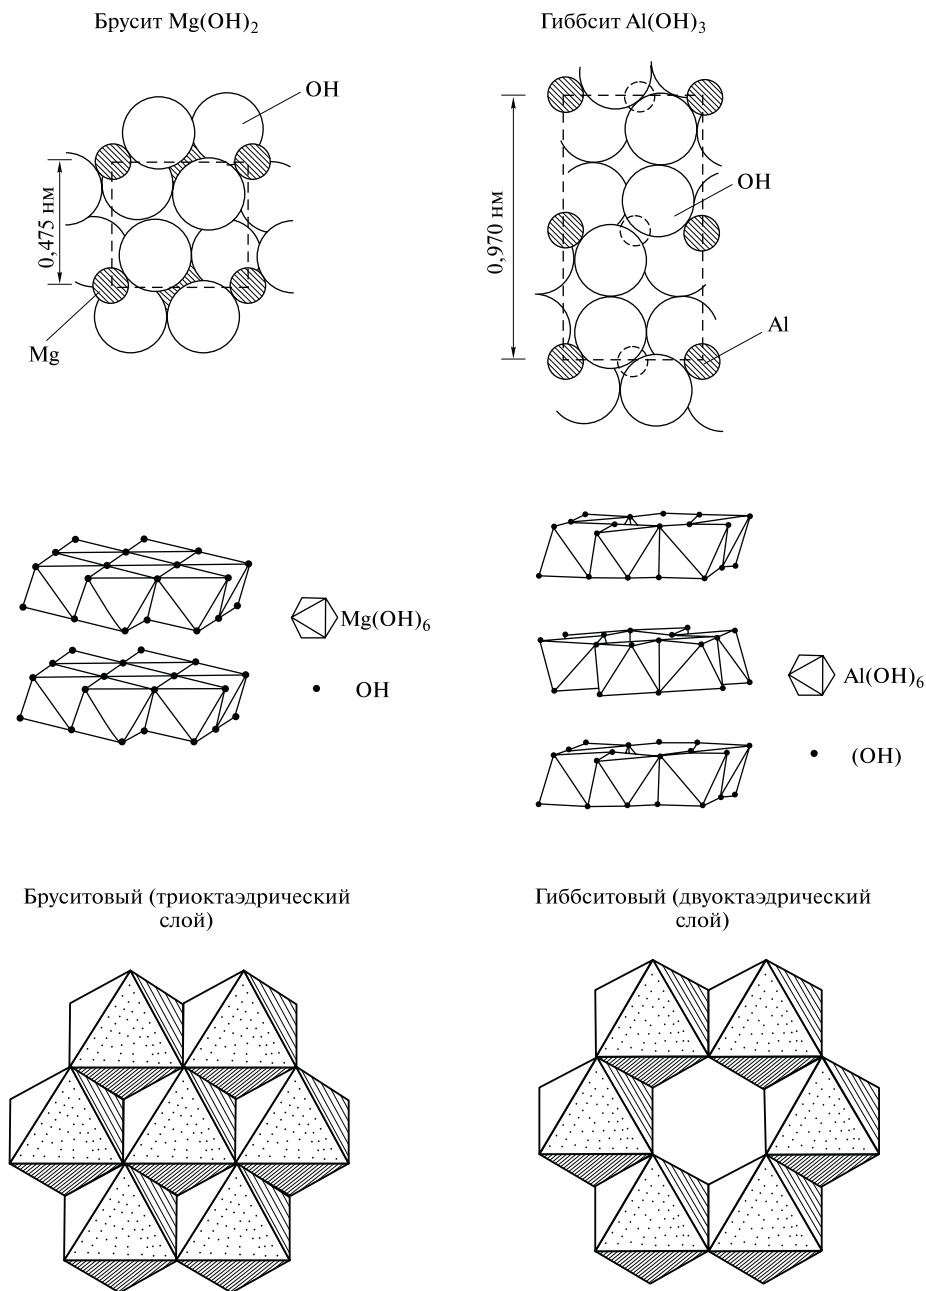 Брусит Mg(OH)2
Гиббсит Al(OH)3
OH
0,475 нм
Mg
OH
0,970 нм
Al
Mg(OH)6
OH
Al(OH)6
(OH)
Бруситовый (триоктаэдрический
слой)
Гиббситовый (двуоктаэдрический
слой)